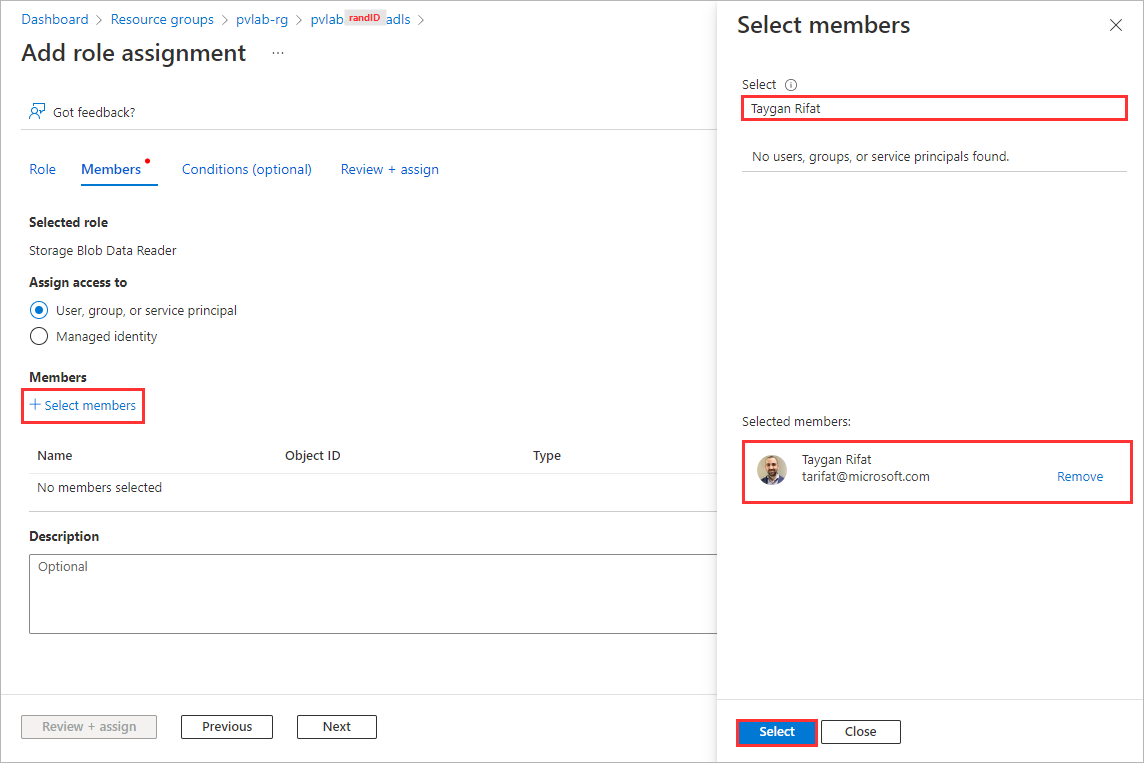 Dashboard > Resource groups > pvlab-rg > pvlab randID adls >
Add role assignment ...
Got feedback?
Role Members Conditions (optional) Review + assign
Selected role
Storage Blob Data Reader
Assign access to
User, group, or service principal
Managed identity
Members
+ Select members
Name Object ID Type
No members selected
Description
Optional
Review + assign Previous Next
Select members
Select
Taygan Rifat
No users, groups, or service principals found.
Selected members:
Taygan Rifat
tarifat@microsoft.com
Remove
Select Close